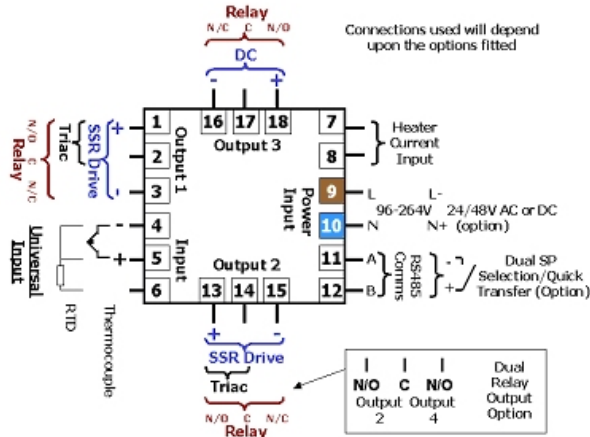 Relay
N/C C N/O
Connections used will depend
upon the options fitted
DC
- +
16 17 18
Output 3
1
2
3
4
5
6
Output 1
Input
+
-
-
+
SSR Drive
Triac
N/O C N/C
Relay
Universal
Input
RTD
Thermocouple
7
8
9
10
11
12
Power
Input
Heater
Current
Input
L L-
96-264V 24/48V AC or DC
N N+ (option)
A
B
RS485
Comms
-
+
Dual SP
Selection/Quick
Transfer (Option)
Output 2
13 14 15
+ -
SSR Drive
Triac
N/O C N/C
Relay
N/O C N/O
Output Output
2 4
Dual
Relay
Output
Option